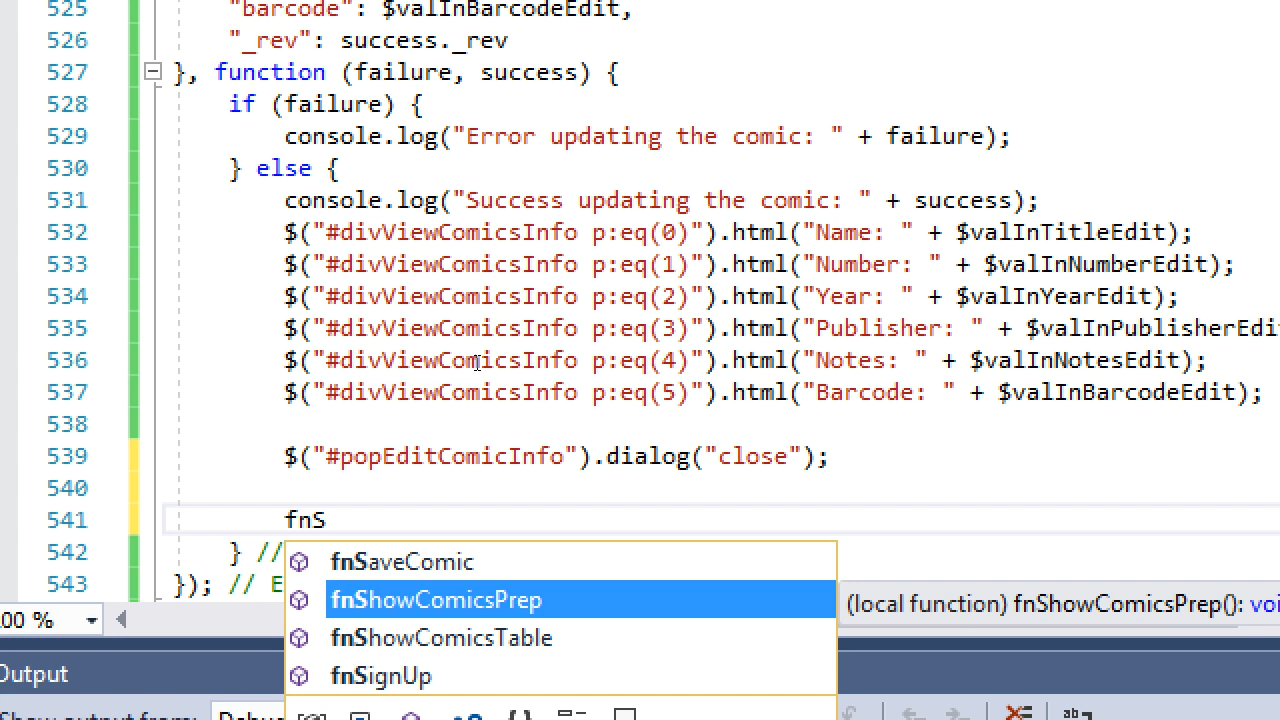 525 "barcode": $valInBarcodeEdit,
526 "_rev": success._rev
527 }, function (failure, success) {
528 if (failure) {
529 console.log("Error updating the comic: " + failure);
530 } else {
531 console.log("Success updating the comic: " + success);
532 $("#divViewComicsInfo p:eq(0)").html("Name: " + $valInTitleEdit);
533 $("#divViewComicsInfo p:eq(1)").html("Number: " + $valInNumberEdit);
534 $("#divViewComicsInfo p:eq(2)").html("Year: " + $valInYearEdit);
535 $("#divViewComicsInfo p:eq(3)").html("Publisher: " + $valInPublisherEdi
536 $("#divViewComicsInfo p:eq(4)").html("Notes: " + $valInNotesEdit);
537 $("#divViewComicsInfo p:eq(5)").html("Barcode: " + $valInBarcodeEdit);
538
539 $("#popEditComicInfo").dialog("close");
540
541 fnS
542 } //
fnSaveComic
543 }); // E
fnShowComicsPrep
(local function) fnShowComicsPrep(): voi
00 %
fnShowComicsTable
Output
fnSignUp
Show output from: Debu